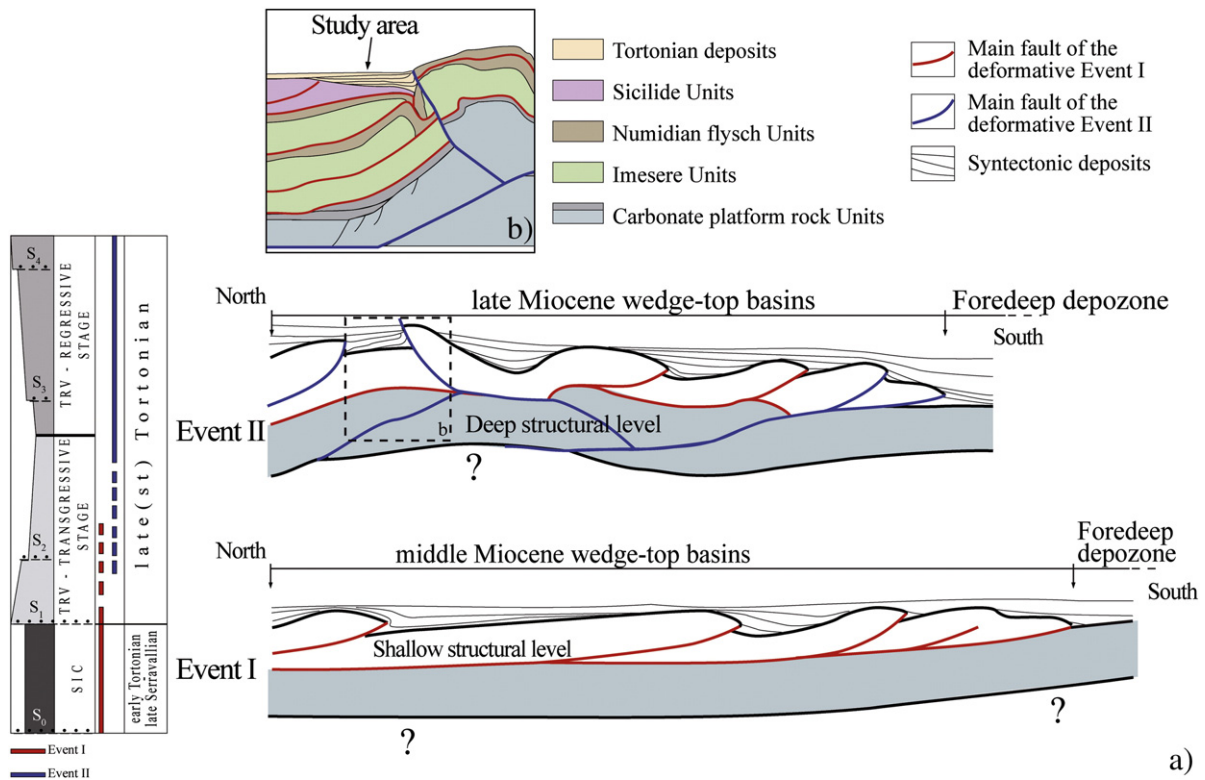 Study area
b)
Tortonian deposits
Sicilide Units
Numidian flysch Units
Imesere Units
Carbonate platform rock Units
Main fault of the
deformative Event I
Main fault of the
deformative Event II
Syntectonic deposits
S4
S3
S2
S1
S0
TRV - REGRESSIVE
STAGE
TRV - TRANSGRESSIVE
STAGE
SIC
late(st) Tortonian
early Tortonian
late Serravallian
Event I
Event II
North
late Miocene wedge-top basins
Foredeep depozone
South
Event II
Deep structural level
b
?
North
middle Miocene wedge-top basins
Foredeep
depozone
South
Event I
Shallow structural level
?
?
a)